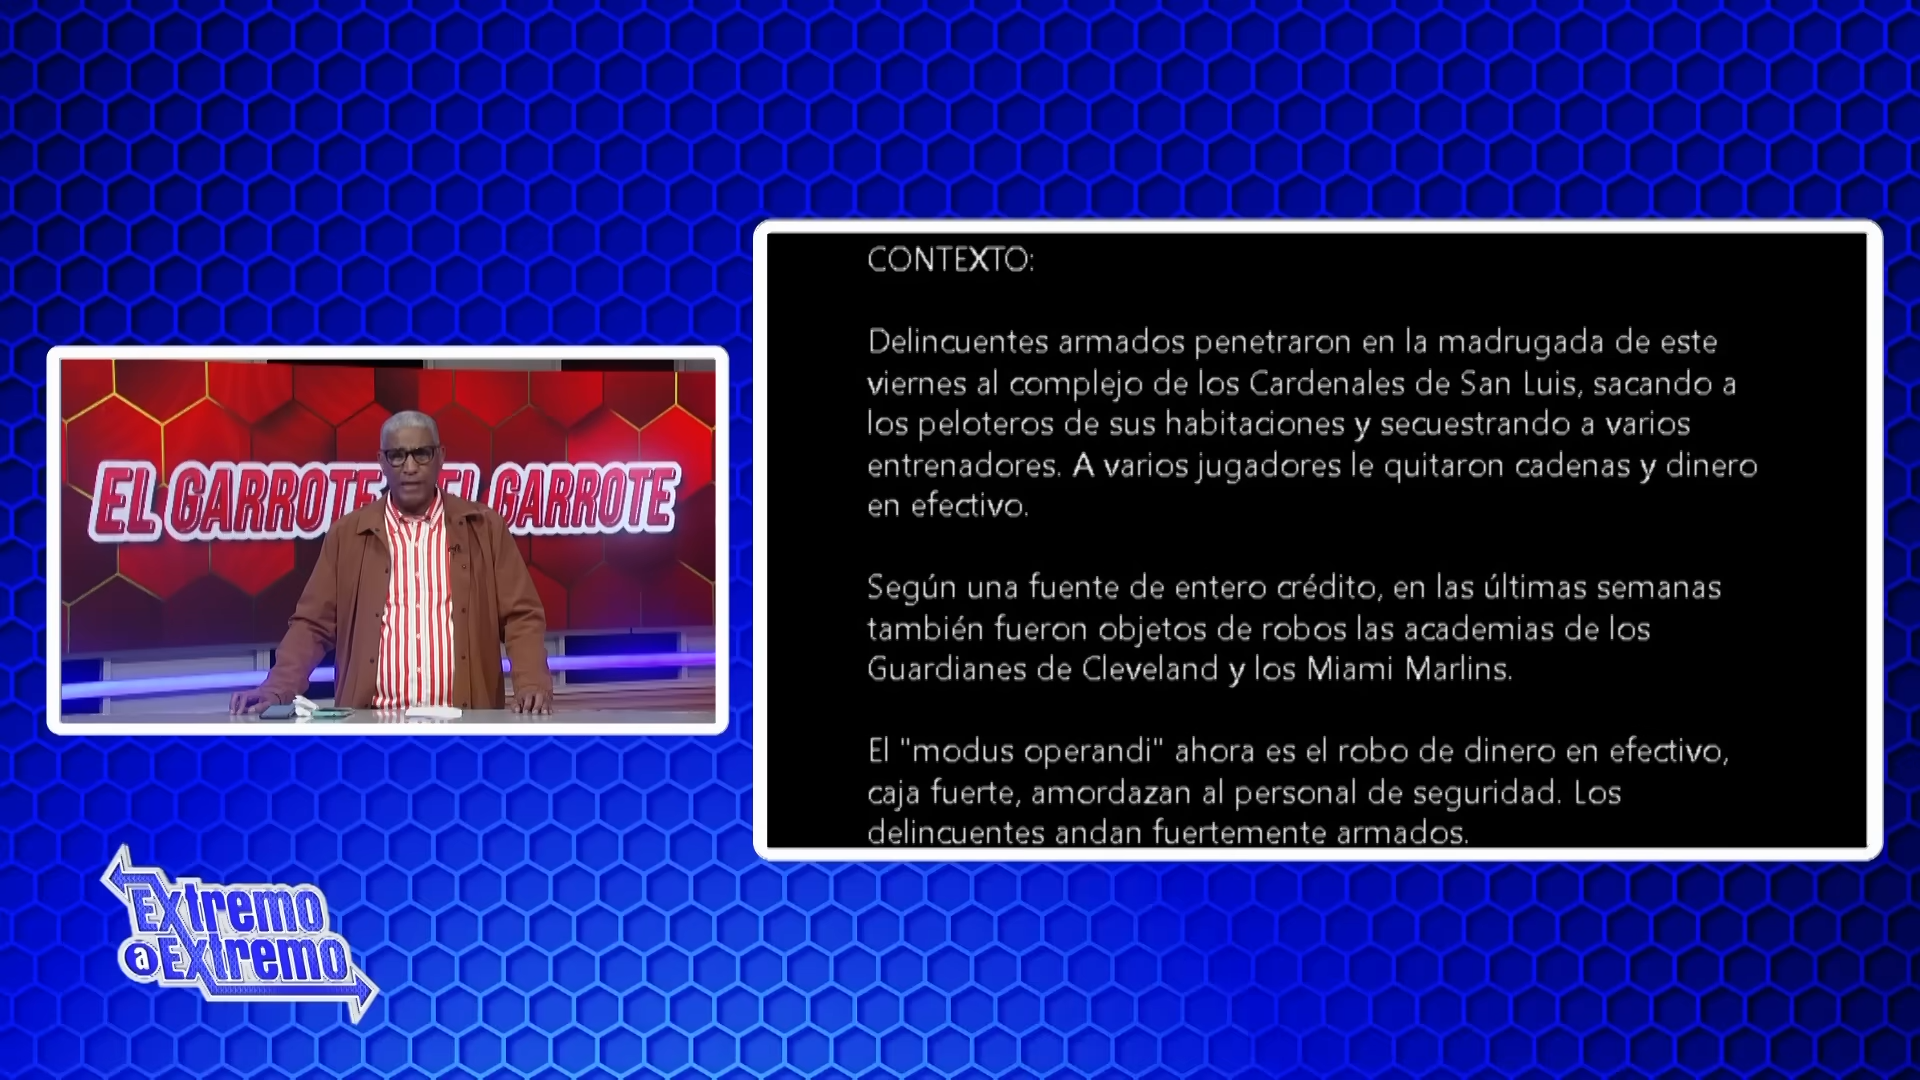 CONTEXTO:
Delincuentes armados penetraron en la madrugada de este
viernes al complejo de los Cardenales de San Luis, sacando a
los peloteros de sus habitaciones y secuestrando a varios
entrenadores. A varios jugadores le quitaron cadenas y dinero
en efectivo.
Según una fuente de entero crédito, en las últimas semanas
también fueron objetos de robos las academias de los
Guardianes de Cleveland y los Miami Marlins.
El "modus operandi" ahora es el robo de dinero en efectivo,
caja fuerte, amordazan al personal de seguridad. Los
delincuentes andan fuertemente armados.
EL GARROTE EL GARROTE
Extremo
a Extremo